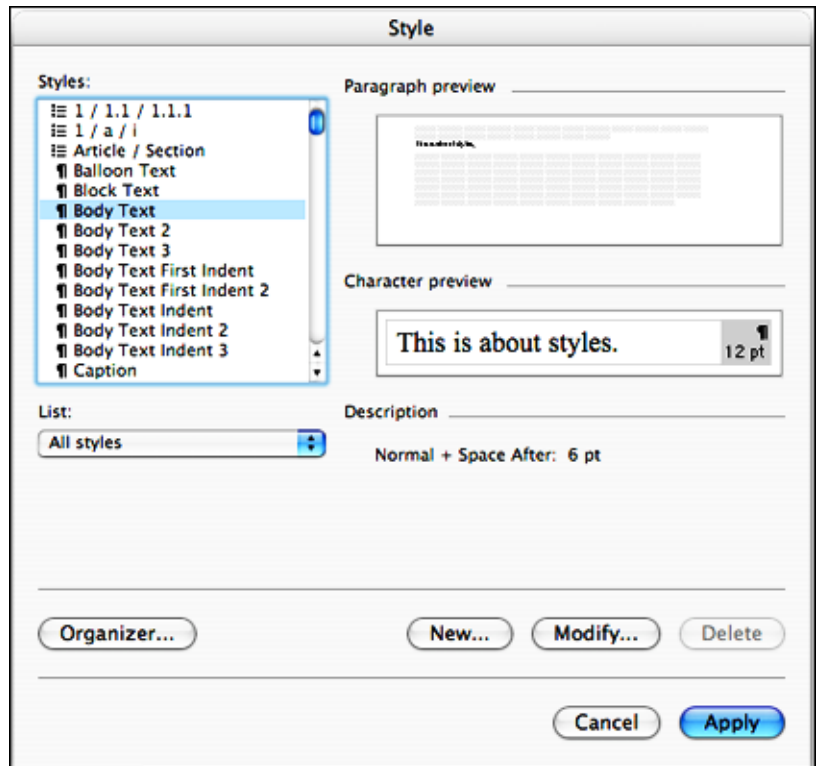 Style
Styles:
1 / 1.1 / 1.1.1
1 / a / i
Article / Section
¶ Balloon Text
¶ Block Text
¶ Body Text
¶ Body Text 2
¶ Body Text 3
¶ Body Text First Indent
¶ Body Text First Indent 2
¶ Body Text Indent
¶ Body Text Indent 2
¶ Body Text Indent 3
¶ Caption
List:
All styles
Paragraph preview
Character preview
This is about styles.
¶
12 pt
Description
Normal + Space After: 6 pt
Organizer...
New...
Modify...
Delete
Cancel
Apply